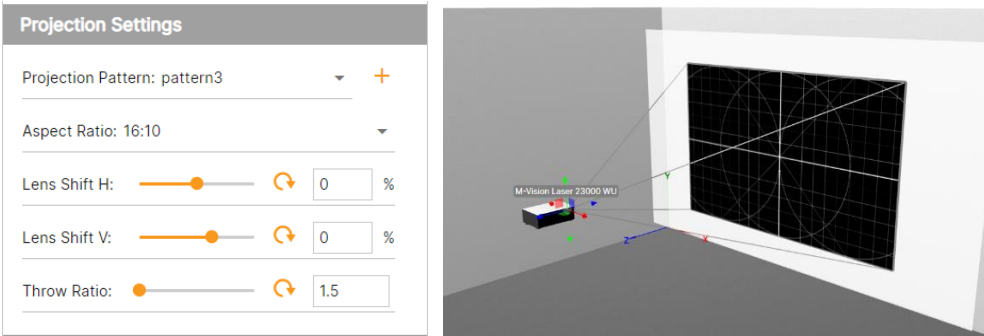 Projection Settings
Projection Pattern: pattern3
+
Aspect Ratio: 16:10
Lens Shift H: 0 %
Lens Shift V: 0 %
Throw Ratio: 1.5
M-Vision Laser 23000 WU
Y
Z
X